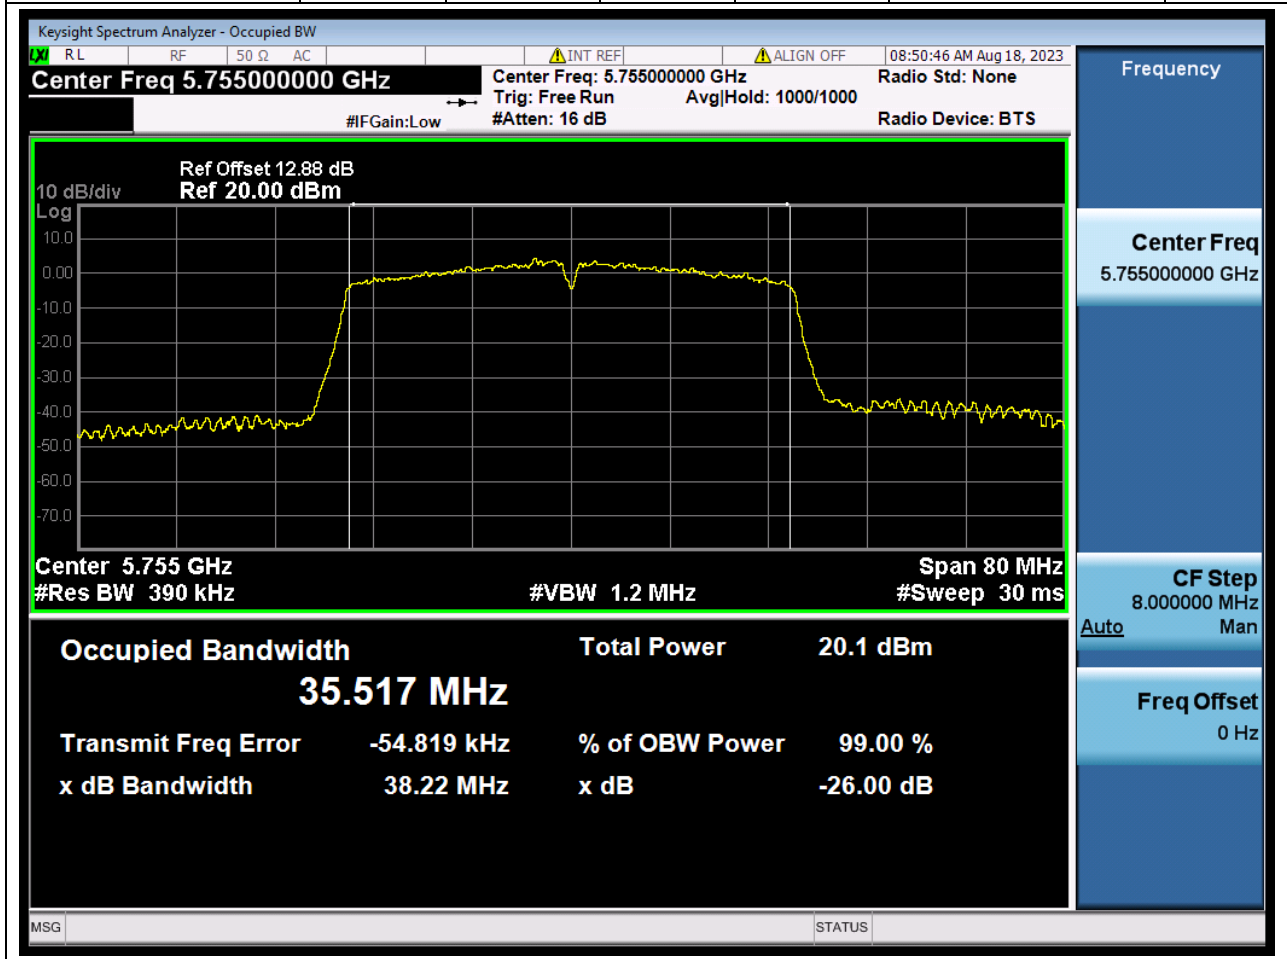 Keysight Spectrum Analyzer - Occupied BW
LXI RL RF 50 Ω AC INT REF ALIGN OFF 08:50:46 AM Aug 18, 2023
Center Freq 5.755000000 GHz
Center Freq: 5.755000000 GHz
Radio Std: None
Trig: Free Run
Avg|Hold: 1000/1000
#IFGain:Low
#Atten: 16 dB
Radio Device: BTS
Ref Offset 12.88 dB
10 dB/div
Ref 20.00 dBm
Log
10.0
0.00
-10.0
-20.0
-30.0
-40.0
-50.0
-60.0
-70.0
Center 5.755 GHz
Span 80 MHz
#Res BW 390 kHz
#VBW 1.2 MHz
#Sweep 30 ms
Occupied Bandwidth
35.517 MHz
Total Power 20.1 dBm
Transmit Freq Error -54.819 kHz
% of OBW Power 99.00 %
x dB Bandwidth 38.22 MHz
x dB -26.00 dB
MSG
STATUS
Frequency
Center Freq
5.755000000 GHz
CF Step
8.000000 MHz
Auto Man
Freq Offset
0 Hz